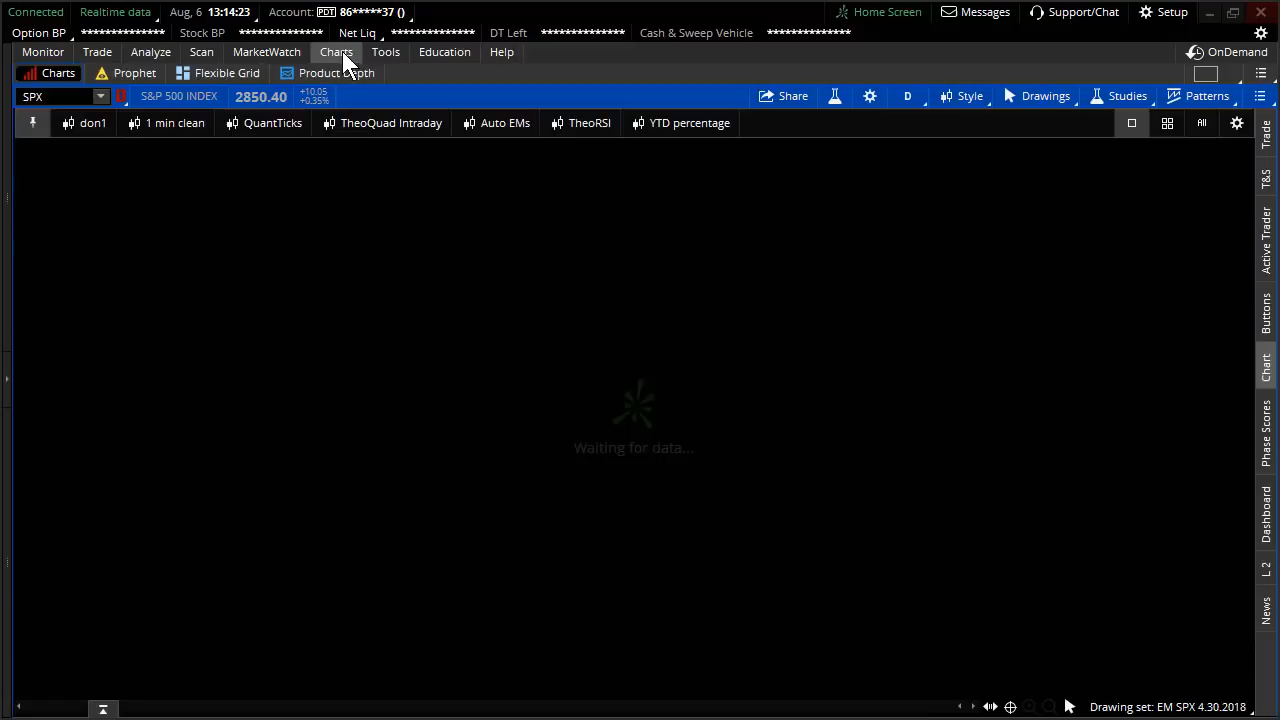 Connected Realtime data Aug, 6 13:14:23 Account: PDT 86*****37 () Home Screen Messages Support/Chat Setup
Option BP ************** Stock BP ************** Net Liq ************** DT Left ************** Cash & Sweep Vehicle **************
Monitor Trade Analyze Scan MarketWatch Charts Tools Education Help OnDemand
Charts Prophet Flexible Grid Product Depth
SPX S&P 500 INDEX 2850.40 +10.05 Share D Style Drawings Studies Patterns
+0.35%
don1 1 min clean QuantTicks TheoQuad Intraday Auto EMs TheoRSI YTD percentage All
Trade
T&S
Active Trader
Buttons
Chart
Phase Scores
Dashboard
L 2
News
Waiting for data...
Drawing set: EM SPX 4.30.2018